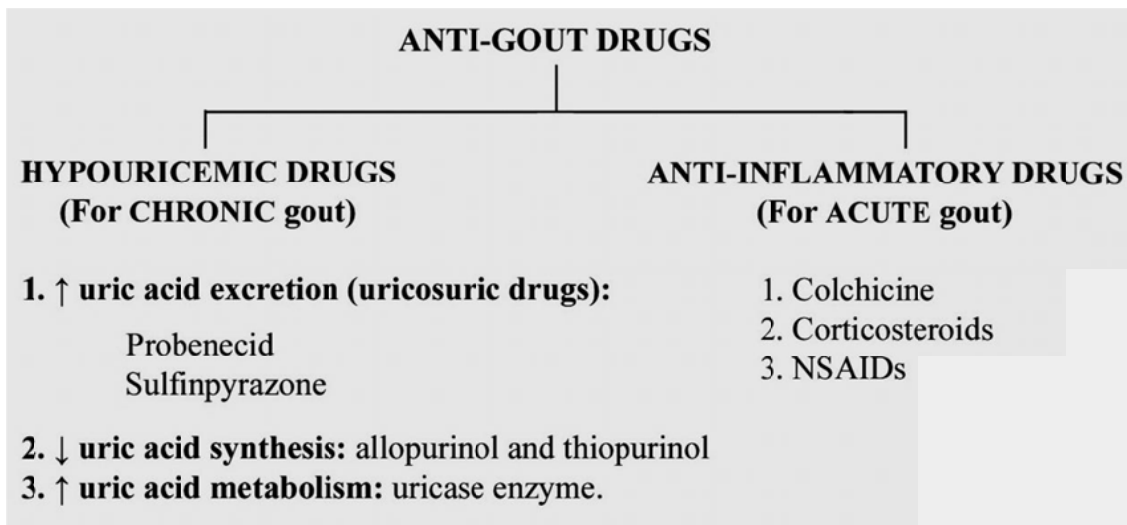 ANTI-GOUT DRUGS
HYPOURICEMIC DRUGS
(For CHRONIC gout)
1. ↑ uric acid excretion (uricosuric drugs):
Probenecid
Sulfinpyrazone
2. ↓ uric acid synthesis: allopurinol and thiopurinol
3. ↑ uric acid metabolism: uricase enzyme.
ANTI-INFLAMMATORY DRUGS
(For ACUTE gout)
1. Colchicine
2. Corticosteroids
3. NSAIDs